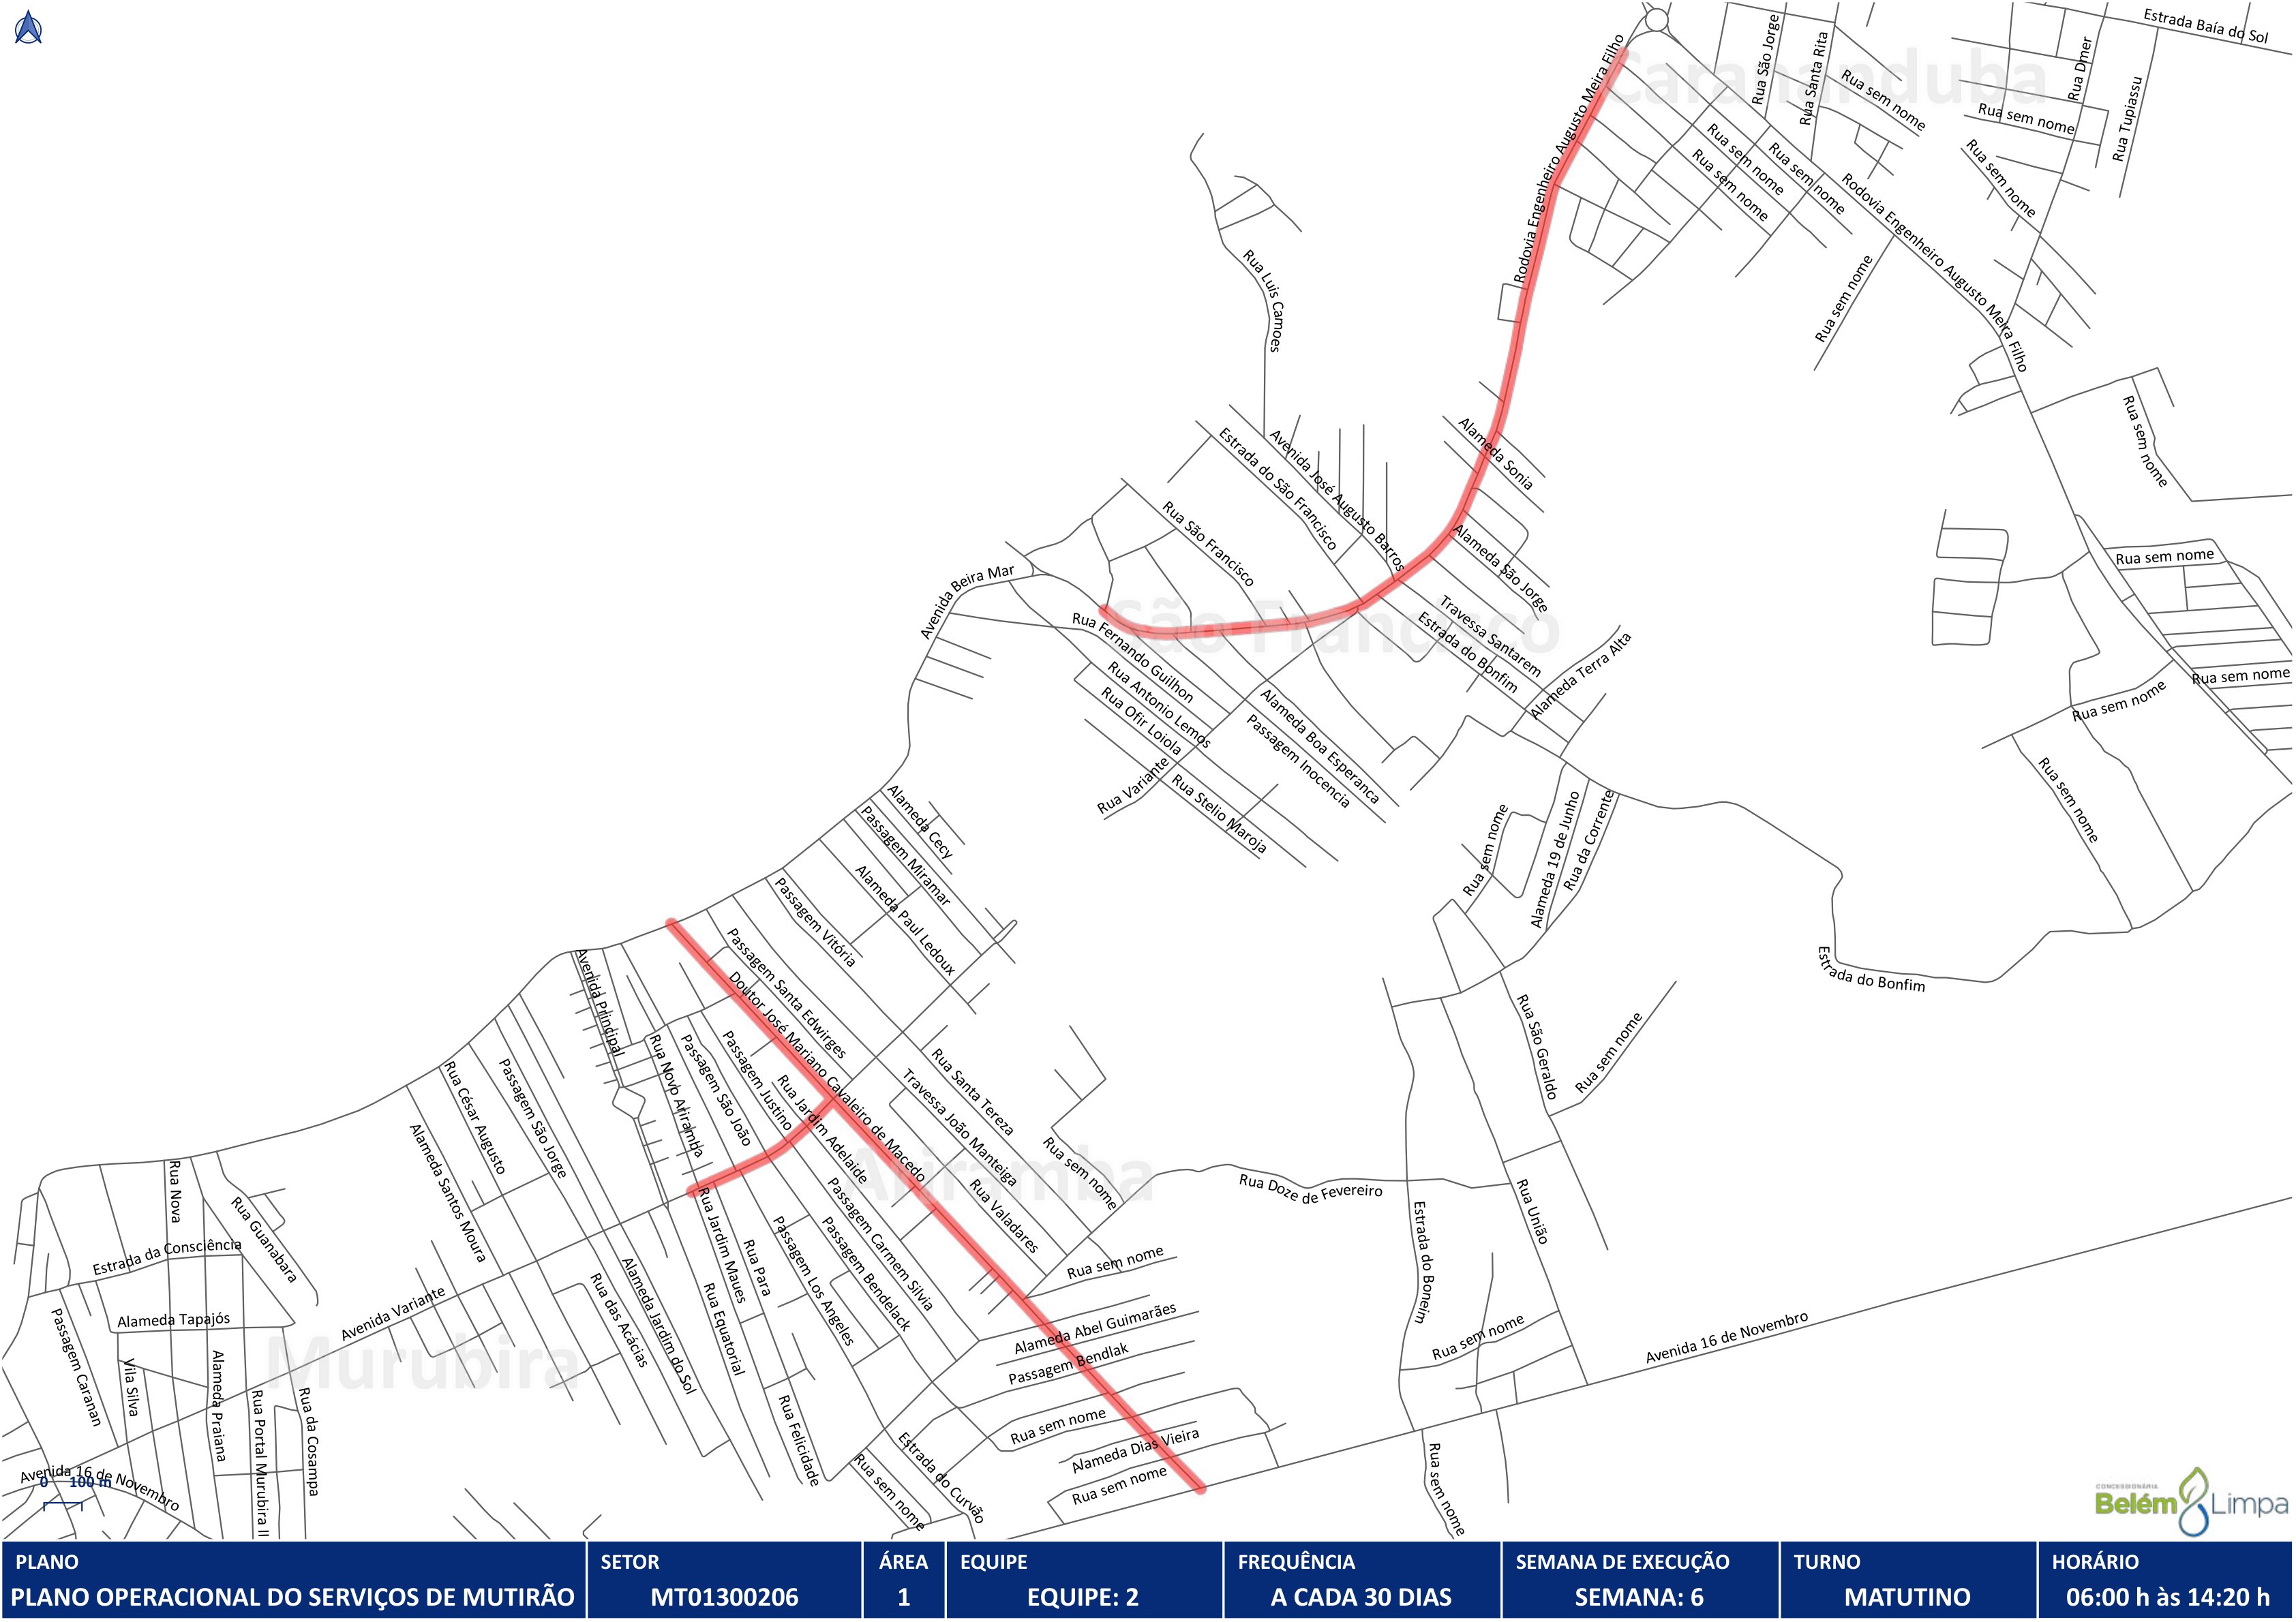 Estrada Baía do Sol
Rodovia Engenheiro Augusto Meira Filho
Rua São Jorge
Rua Santa Rita
Rua sem nome
Rua Dmer
Rua Tupiassu
Carananduba
Rua sem nome
Rua sem nome
Rua sem nome
Rua sem nome
Rua sem nome
Rua sem nome
Rodovia Engenheiro Augusto Meira Filho
Rua sem nome
Rua Luis Camoes
Rua sem nome
Alameda Sonia
Avenida José Augusto Barros
Estrada do São Francisco
Rua São Francisco
Alameda São Jorge
Rua sem nome
Avenida Beira Mar
São Francisco
Travessa Santarem
Estrada do Bonfim
Alameda Terra Alta
Rua Fernando Guilhon
Rua Antonio Lemos
Rua Ofir Loiola
Alameda Boa Esperanca
Passagem Inocencia
Rua Variante
Rua Stelio Maroja
Rua sem nome
Rua sem nome
Rua sem nome
Alameda Cecy
Passagem Miramar
Alameda Paul Ledoux
Passagem Vitória
Rua sem nome
Alameda 19 de Junho
Rua da Corrente
Estrada do Bonfim
Passagem Santa Edwirges
Doutor José Mariano Cavaleiro de Macedo
Avenida Principal
Rua Novo Ariramba
Passagem São João
Passagem Justino
Rua Jardim Adelaide
Rua Santa Tereza
Travessa João Manteiga
Rua sem nome
Rua São Geraldo
Rua sem nome
Rua César Augusto
Passagem São Jorge
Alameda Santos Moura
Ariramba
Rua Doze de Fevereiro
Rua Valadares
Rua União
Estrada do Boneim
Rua Nova
Rua Guanabara
Estrada da Consciência
Alameda Tapajós
Passagem Caranan
Vila Silva
Alameda Praiana
Rua Portal Murubira II
Rua da Cosampa
Murubira
Avenida Variante
Rua das Acácias
Alameda Jardim do Sol
Rua Jardim Maues
Rua Para
Rua Equatorial
Passagem Los Angeles
Passagem Bendelack
Passagem Carmem Silvia
Rua sem nome
Alameda Abel Guimarães
Passagem Bendlak
Rua sem nome
Avenida 16 de Novembro
Rua Felicidade
Rua sem nome
Alameda Dias Vieira
Rua sem nome
Estrada do Curvão
Rua sem nome
Rua sem nome
Avenida 16 de Novembro
0 100 m
CONCESSIONÁRIA
Belém Limpa
PLANO
PLANO OPERACIONAL DO SERVIÇOS DE MUTIRÃO
SETOR
MT01300206
ÁREA
1
EQUIPE
EQUIPE: 2
FREQUÊNCIA
A CADA 30 DIAS
SEMANA DE EXECUÇÃO
SEMANA: 6
TURNO
MATUTINO
HORÁRIO
06:00 h às 14:20 h